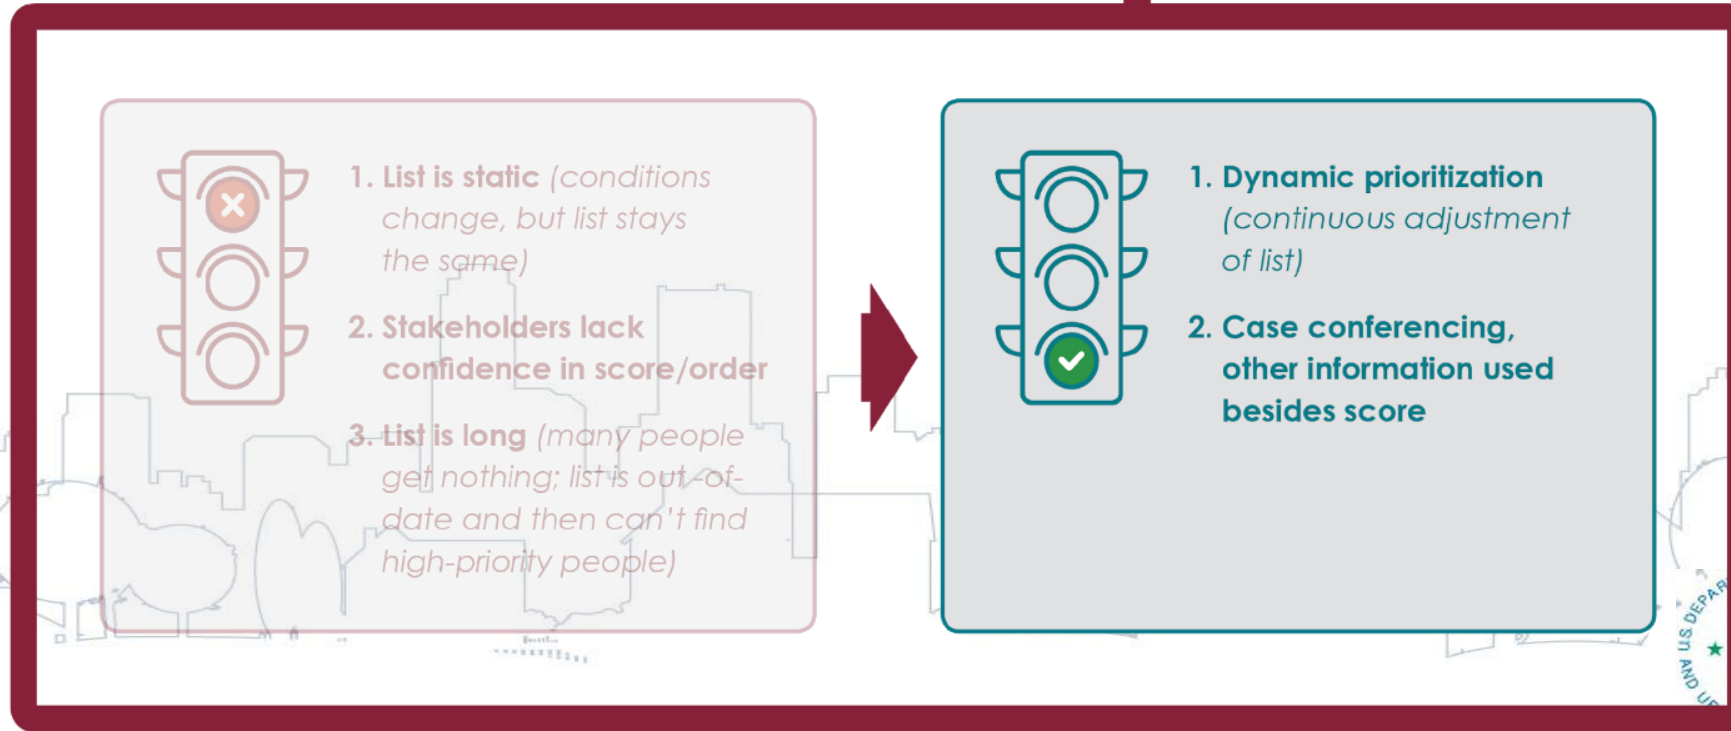 1. List is static (conditions
change, but list stays
the same)
2. Stakeholders lack
confidence in score/order
3. List is long (many people
get nothing; list is out-of-
date and then can't find
high-priority people)
1. Dynamic prioritization
(continuous adjustment
of list)
2. Case conferencing,
other information used
besides score
AND U.S. DEPAR